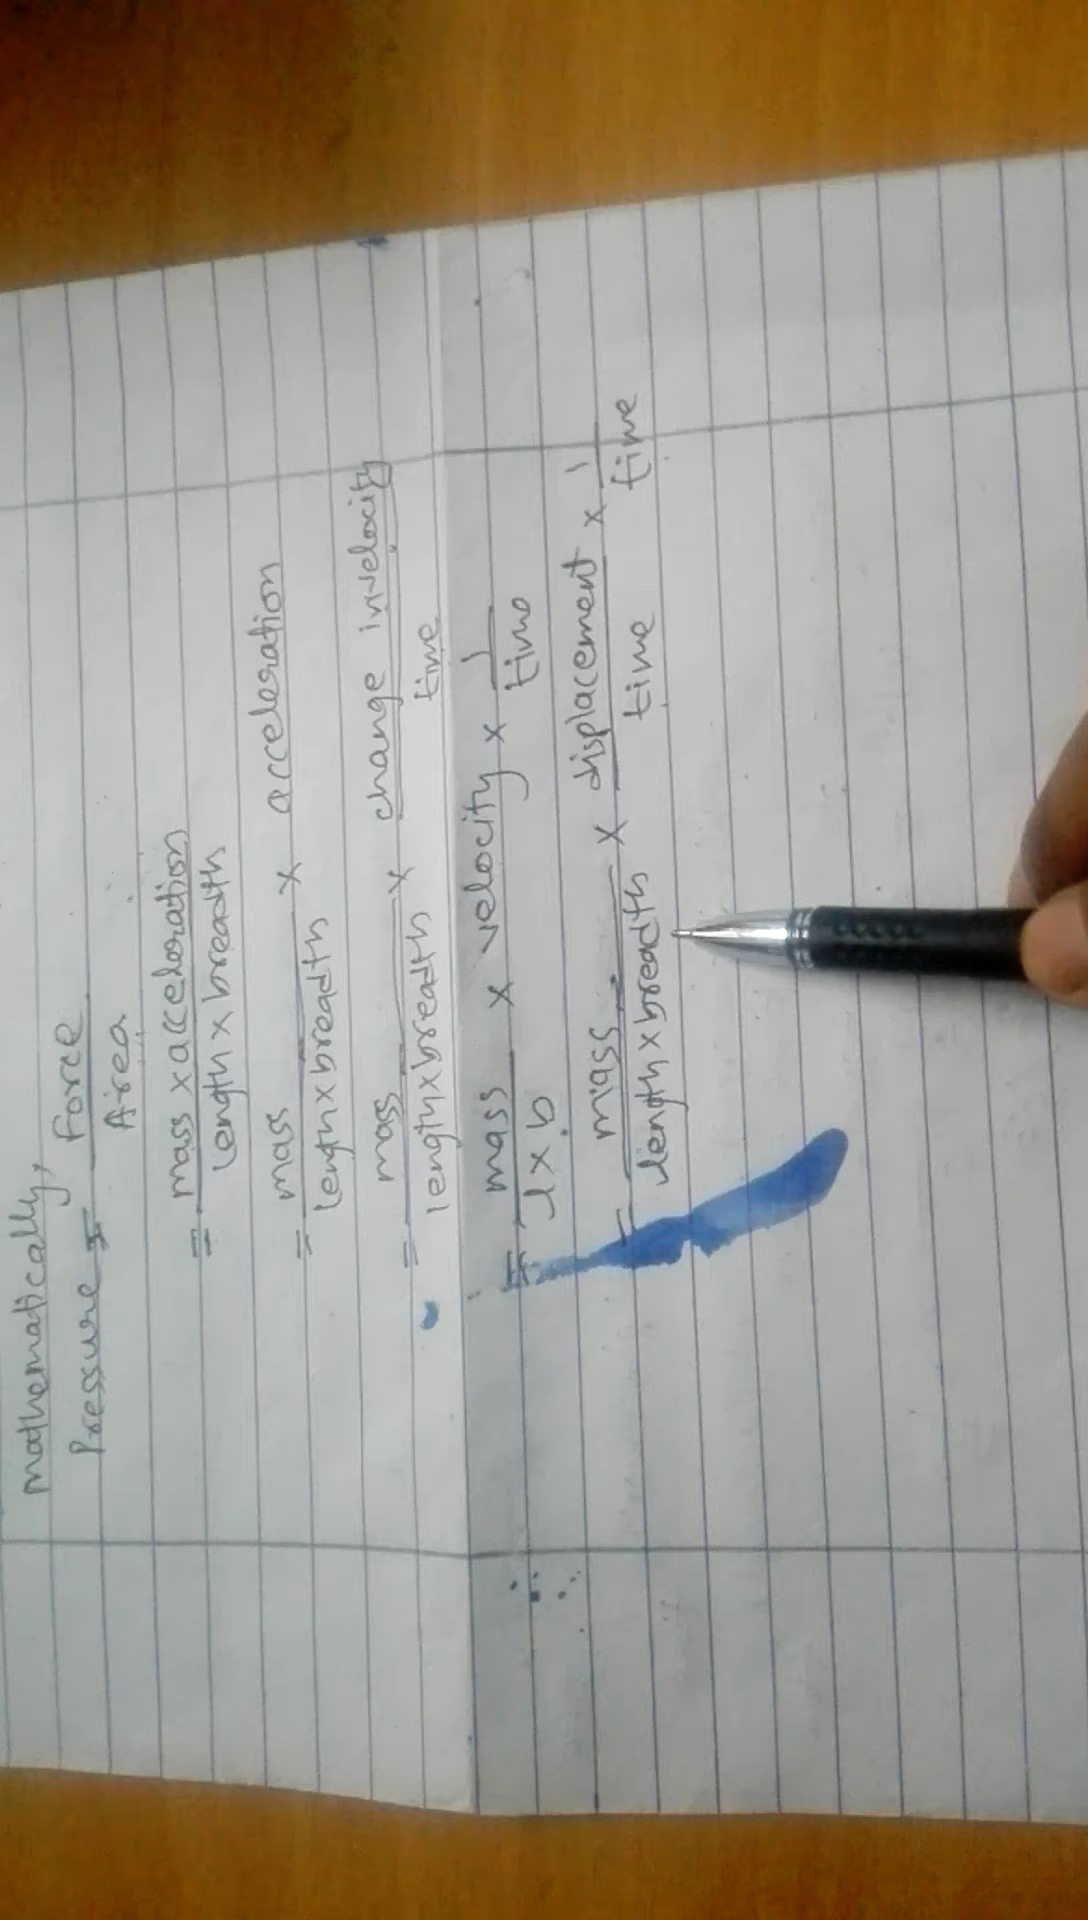 mathematically,
Pressure = Force
Area
= mass x acceleration
length x breadth
= mass x acceleration
length x breadth
= mass x change in velocity
length x breadth time
= mass x velocity x 1
l x b time
= mass x displacement x 1
length x breadth time time